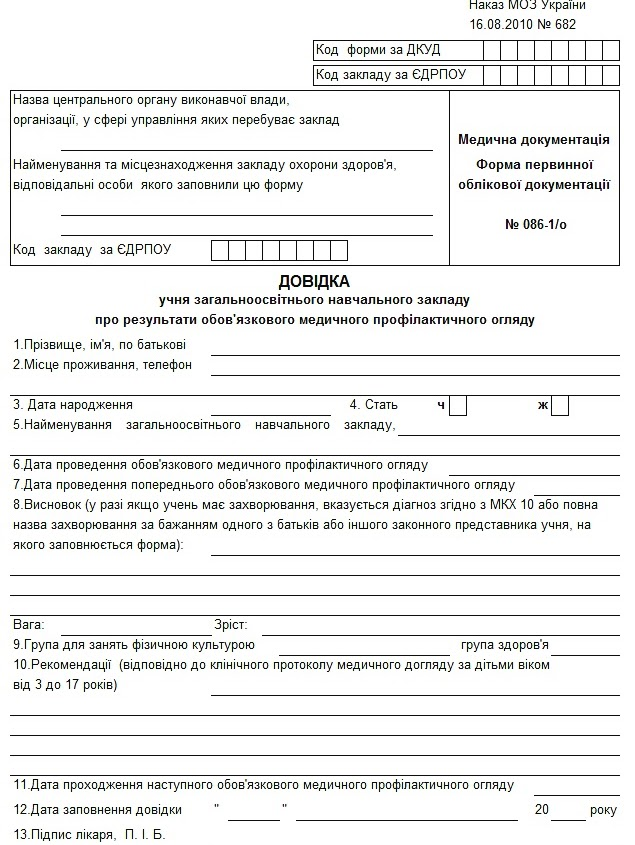 Наказ МОЗ України
16.08.2010 № 682
Код форми за ДКУД
Код закладу за ЄДРПОУ
Назва центрального органу виконавчої влади,
організації, у сфері управління яких перебуває заклад
Найменування та місцезнаходження закладу охорони здоров'я,
відповідальні особи якого заповнили цю форму
Код закладу за ЄДРПОУ
Медична документація
Форма первинної
облікової документації
№ 086-1/о
ДОВІДКА
учня загальноосвітнього навчального закладу
про результати обов'язкового медичного профілактичного огляду
1.Прізвище, ім'я, по батькові
2.Місце проживання, телефон
3. Дата народження 4. Стать ч ж
5.Найменування загальноосвітнього навчального закладу,
6.Дата проведення обов'язкового медичного профілактичного огляду
7.Дата проведення попереднього обов'язкового медичного профілактичного огляду
8.Висновок (у разі якщо учень має захворювання, вказується діагноз згідно з МКХ 10 або повна
назва захворювання за бажанням одного з батьків або іншого законного представника учня, на
якого заповнюється форма):
Вага: Зріст:
9.Група для занять фізичною культурою група здоров'я
10.Рекомендації (відповідно до клінічного протоколу медичного догляду за дітьми віком
від 3 до 17 років)
11.Дата проходження наступного обов'язкового медичного профілактичного огляду
12.Дата заповнення довідки " " 20 року
13.Підпис лікаря, П. І. Б.